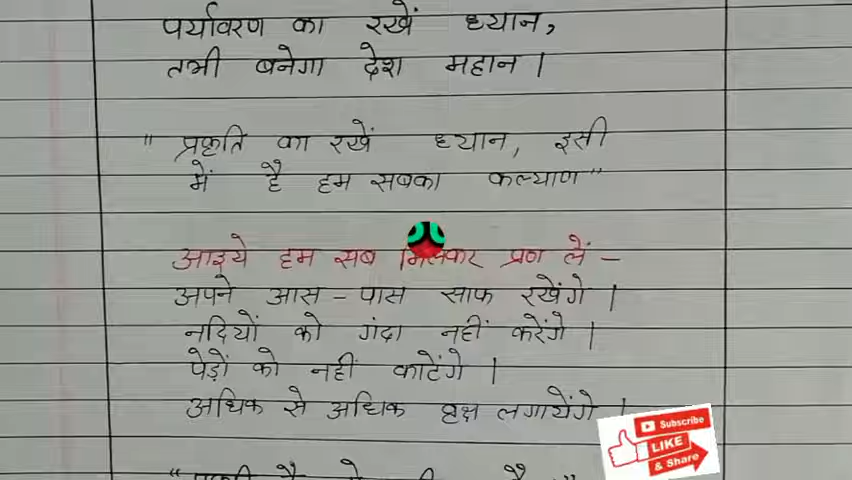 पर्यावरण का रखें ध्यान,
तभी बनेगा देश महान ।
" प्रकृति का रखें ध्यान, इसी
में है हम सबका कल्याण "
आइये हम सब मिलकर प्रण लें –
अपने आस – पास साफ रखेंगे ।
नदियों को गंदा नहीं करेंगे ।
पेड़ों को नहीं काटेंगे ।
अधिक से अधिक वृक्ष लगायेंगे ।
Subscribe
LIKE
& Share